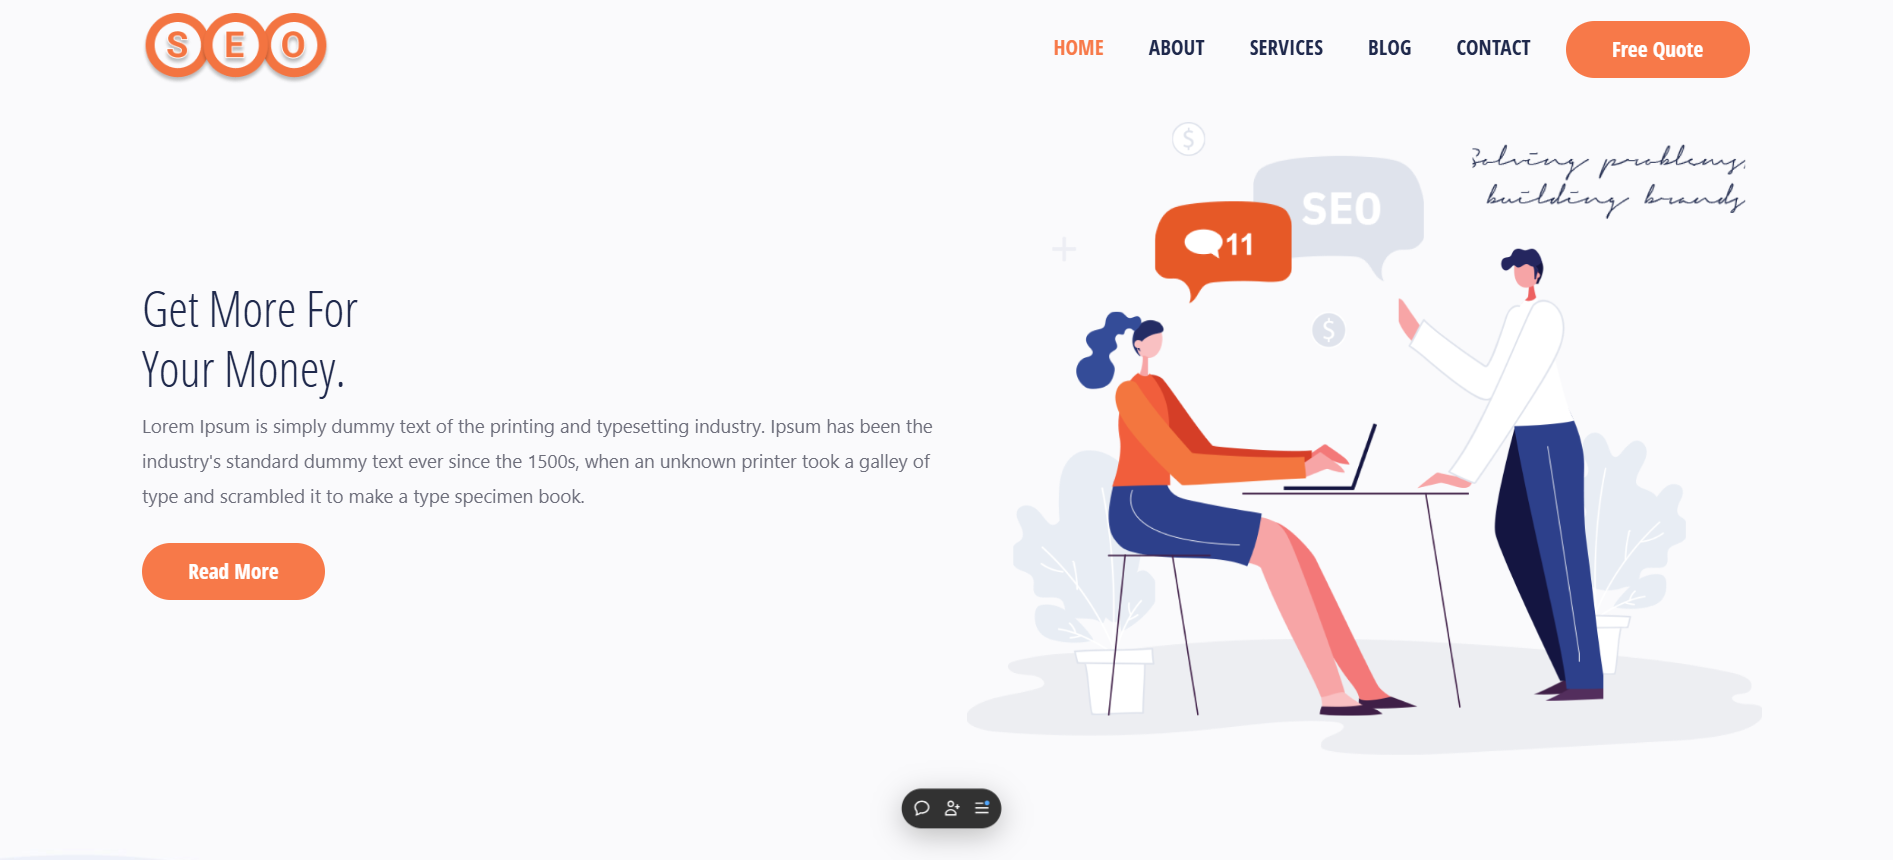 SEO
HOME ABOUT SERVICES BLOG CONTACT Free Quote
Solving problems,
building brands
SEO
11
Get More For
Your Money.
Lorem Ipsum is simply dummy text of the printing and typesetting industry. Ipsum has been the
industry's standard dummy text ever since the 1500s, when an unknown printer took a galley of
type and scrambled it to make a type specimen book.
Read More